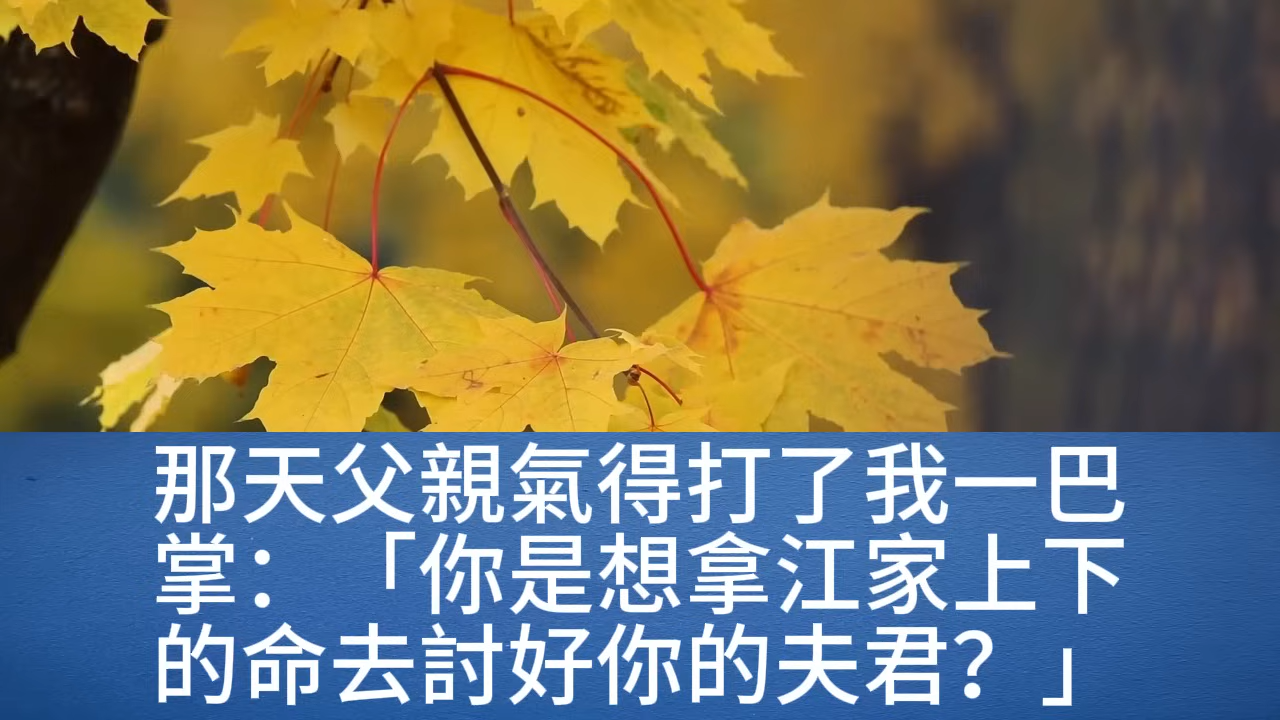 那天父親氣得打了我一巴
掌：「你是想拿江家上下
的命去討好你的夫君？」